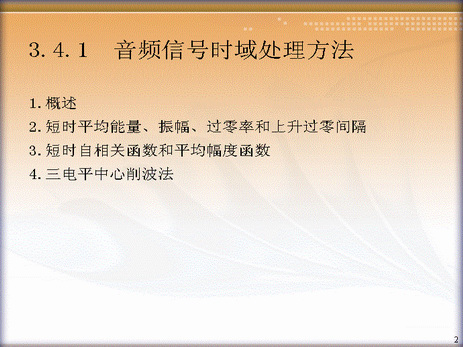 3.4.1 音频信号时域处理方法
1.概述
2.短时平均能量、振幅、过零率和上升过零间隔
3.短时自相关函数和平均幅度函数
4.三电平中心削波法
2